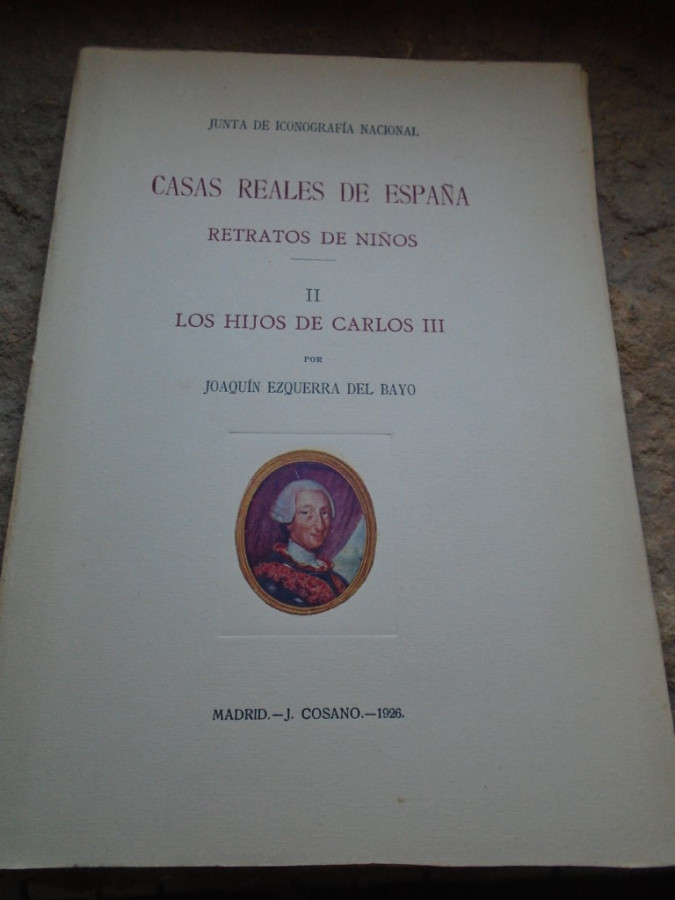 JUNTA DE ICONOGRAFÍA NACIONAL
CASAS REALES DE ESPAÑA
RETRATOS DE NIÑOS
II
LOS HIJOS DE CARLOS III
POR
JOAQUÍN EZQUERRA DEL BAYO
MADRID.—J. COSANO.—1926.